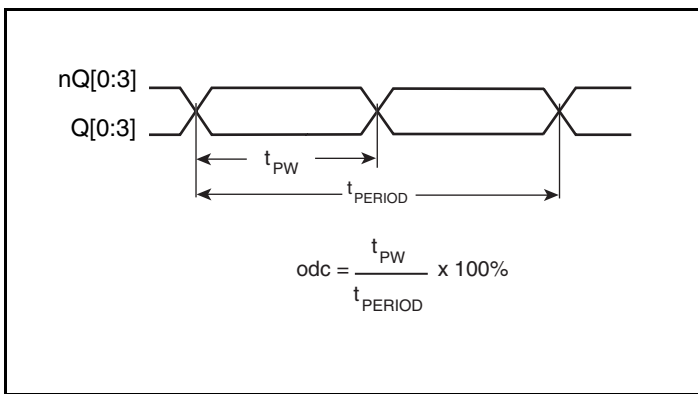 nQ[0:3]
Q[0:3]
tPW
tPERIOD
odc = tPW / tPERIOD x 100%